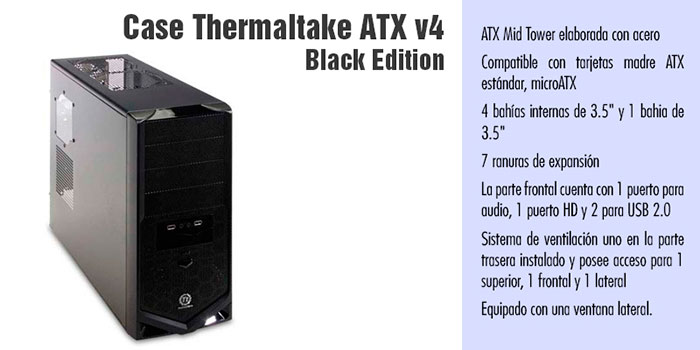 Case Thermaltake ATX v4
Black Edition
ATX Mid Tower elaborada con acero
Compatible con tarjetas madre ATX
estándar, microATX
4 bahías internas de 3.5" y 1 bahia de
3.5"
7 ranuras de expansión
La parte frontal cuenta con 1 puerto para
audio, 1 puerto HD y 2 para USB 2.0
Sistema de ventilación uno en la parte
trasera instalado y posee acceso para 1
superior, 1 frontal y 1 lateral
Equipado con una ventana lateral.